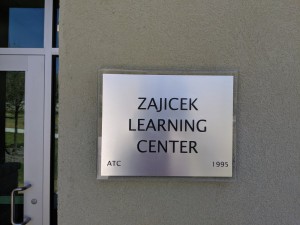 ZAJICEK
LEARNING
CENTER
ATC 1995